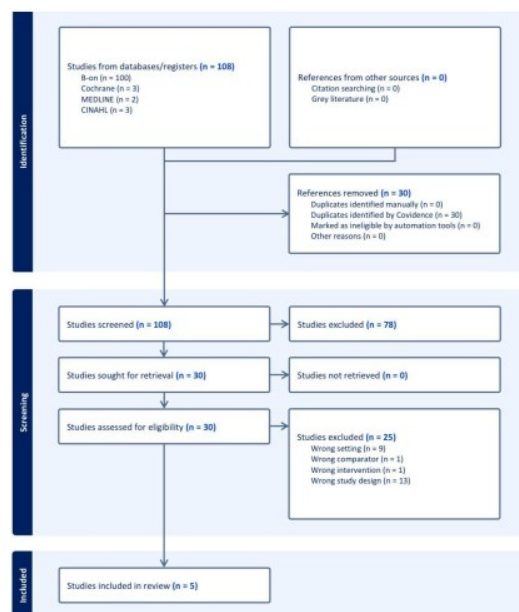 Identification
Studies from databases/registers (n = 108)
B-on (n = 100)
Cochrane (n = 3)
MEDLINE (n = 2)
CINAHL (n = 3)
References from other sources (n = 0)
Citation searching (n = 0)
Grey literature (n = 0)
References removed (n = 30)
Duplicates identified manually (n = 0)
Duplicates identified by Covidence (n = 30)
Marked as ineligible by automation tools (n = 0)
Other reasons (n = 0)
Screening
Studies screened (n = 108)
Studies excluded (n = 78)
Studies sought for retrieval (n = 30)
Studies not retrieved (n = 0)
Studies assessed for eligibility (n = 30)
Studies excluded (n = 25)
Wrong setting (n = 9)
Wrong comparator (n = 1)
Wrong intervention (n = 1)
Wrong study design (n = 13)
Included
Studies included in review (n = 5)